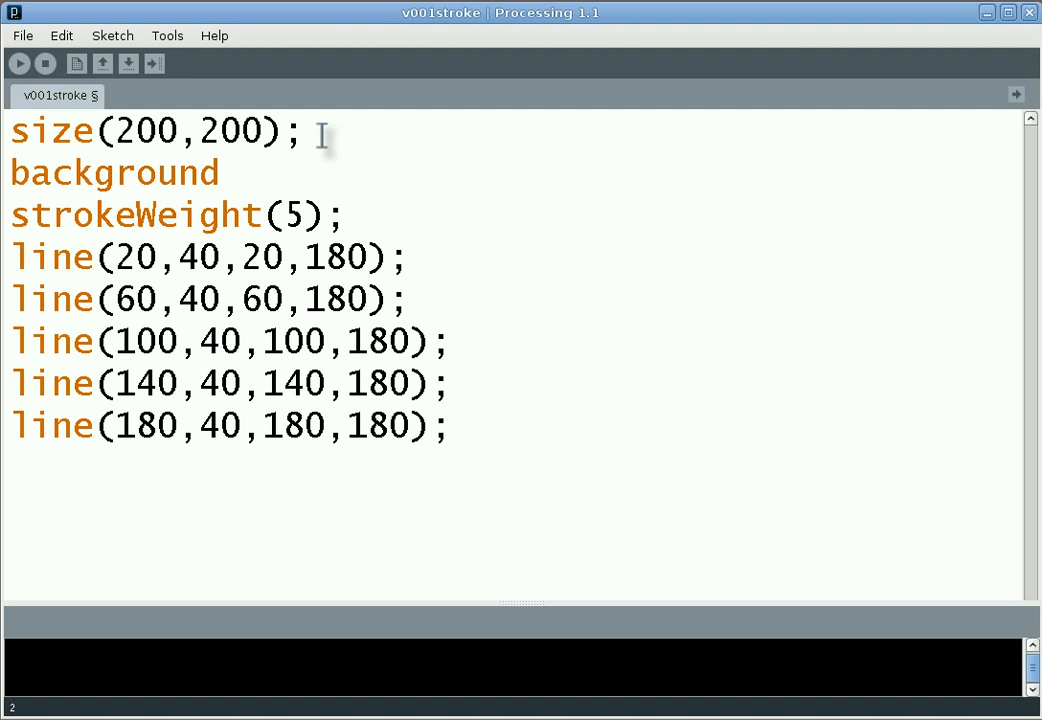 v001stroke | Processing 1.1
File Edit Sketch Tools Help
v001stroke §
size(200,200);
background
strokeWeight(5);
line(20,40,20,180);
line(60,40,60,180);
line(100,40,100,180);
line(140,40,140,180);
line(180,40,180,180);
2